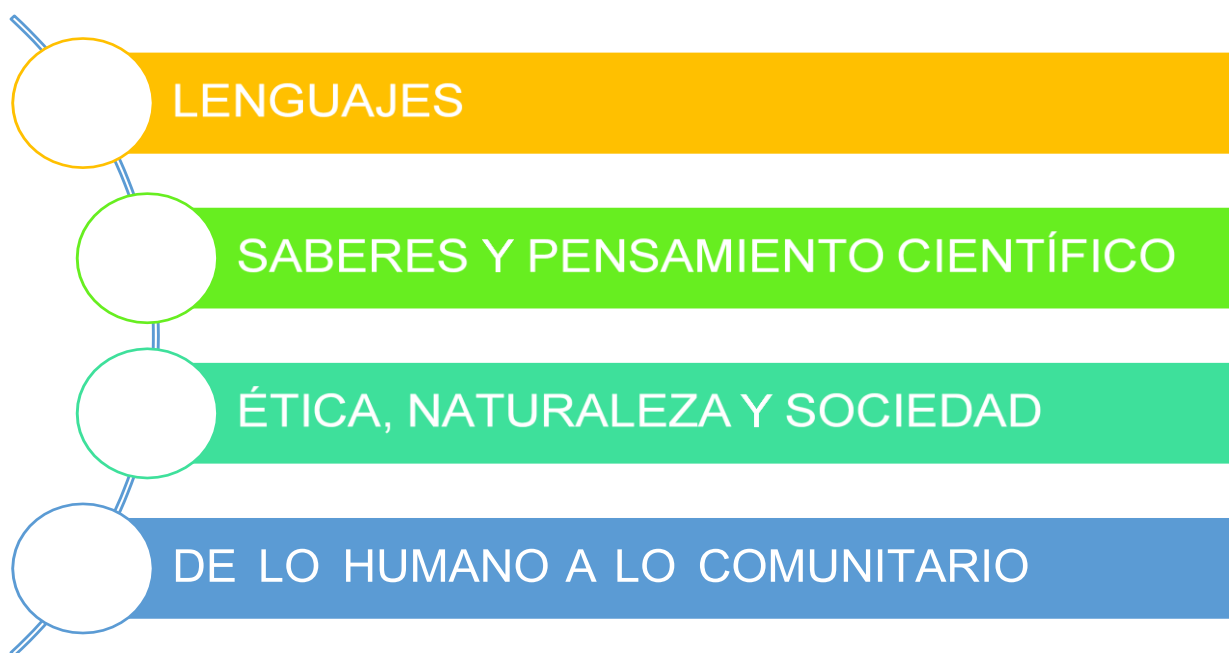 LENGUAJES
SABERES Y PENSAMIENTO CIENTÍFICO
ÉTICA, NATURALEZA Y SOCIEDAD
DE LO HUMANO A LO COMUNITARIO